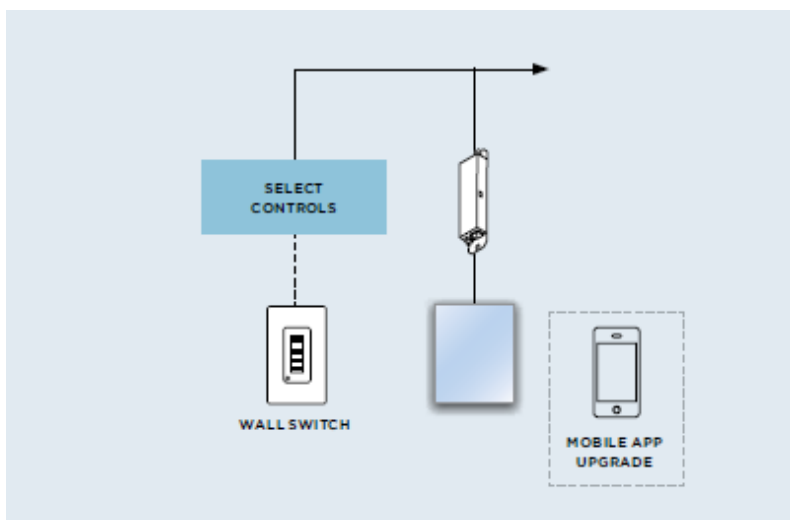 SELECT
CONTROLS
WALL SWITCH
MOBILE APP
UPGRADE